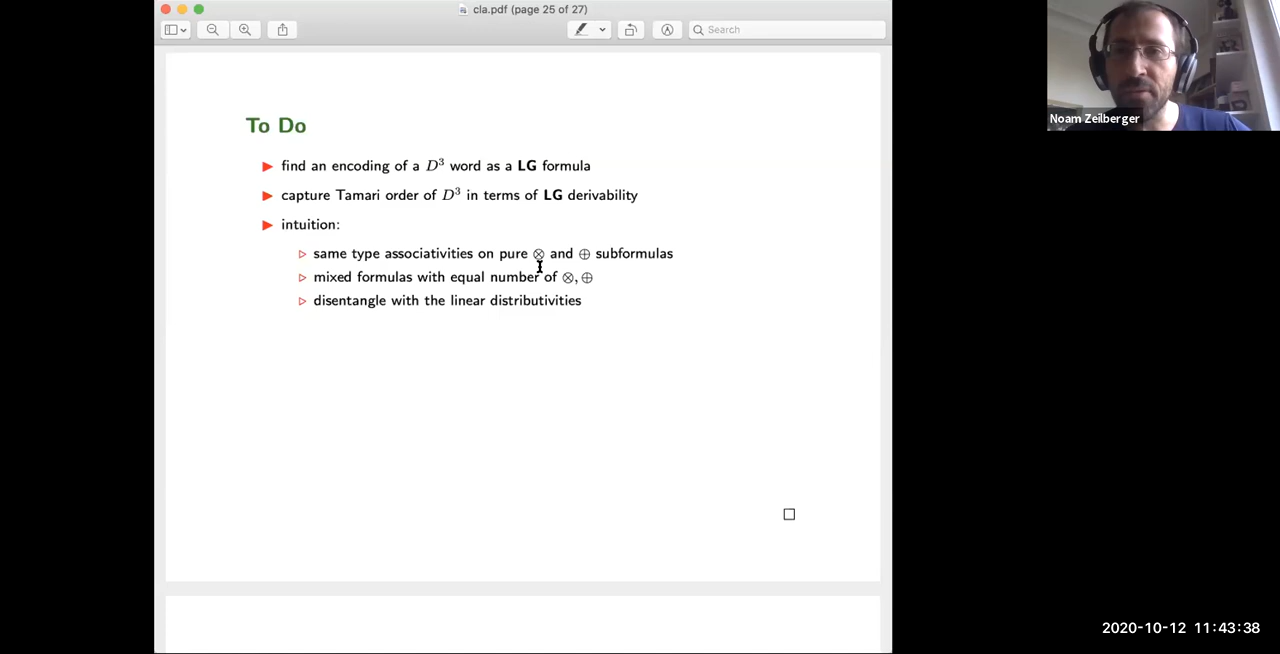 cla.pdf (page 25 of 27)
Search
Noam Zeilberger
To Do
find an encoding of a D³ word as a LG formula
capture Tamari order of D³ in terms of LG derivability
intuition:
same type associativities on pure ⊗ and ⊕ subformulas
mixed formulas with equal number of ⊗, ⊕
disentangle with the linear distributivities
2020-10-12 11:43:38